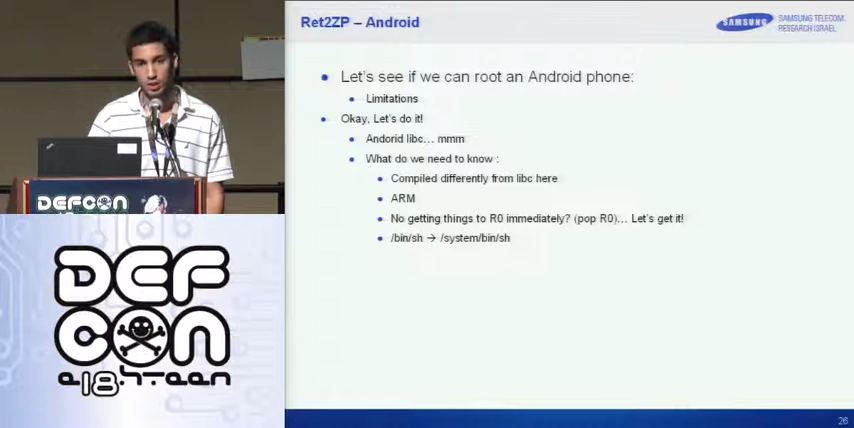 Ret2ZP – Android
SAMSUNG
SAMSUNG TELECOM
RESEARCH ISRAEL
Let's see if we can root an Android phone:
Limitations
Okay, Let's do it!
Andorid libc... mmm
What do we need to know :
Compiled differently from libc here
ARM
No getting things to R0 immediately? (pop R0)... Let's get it!
/bin/sh → /system/bin/sh
26
DEFCON
DEF
CON